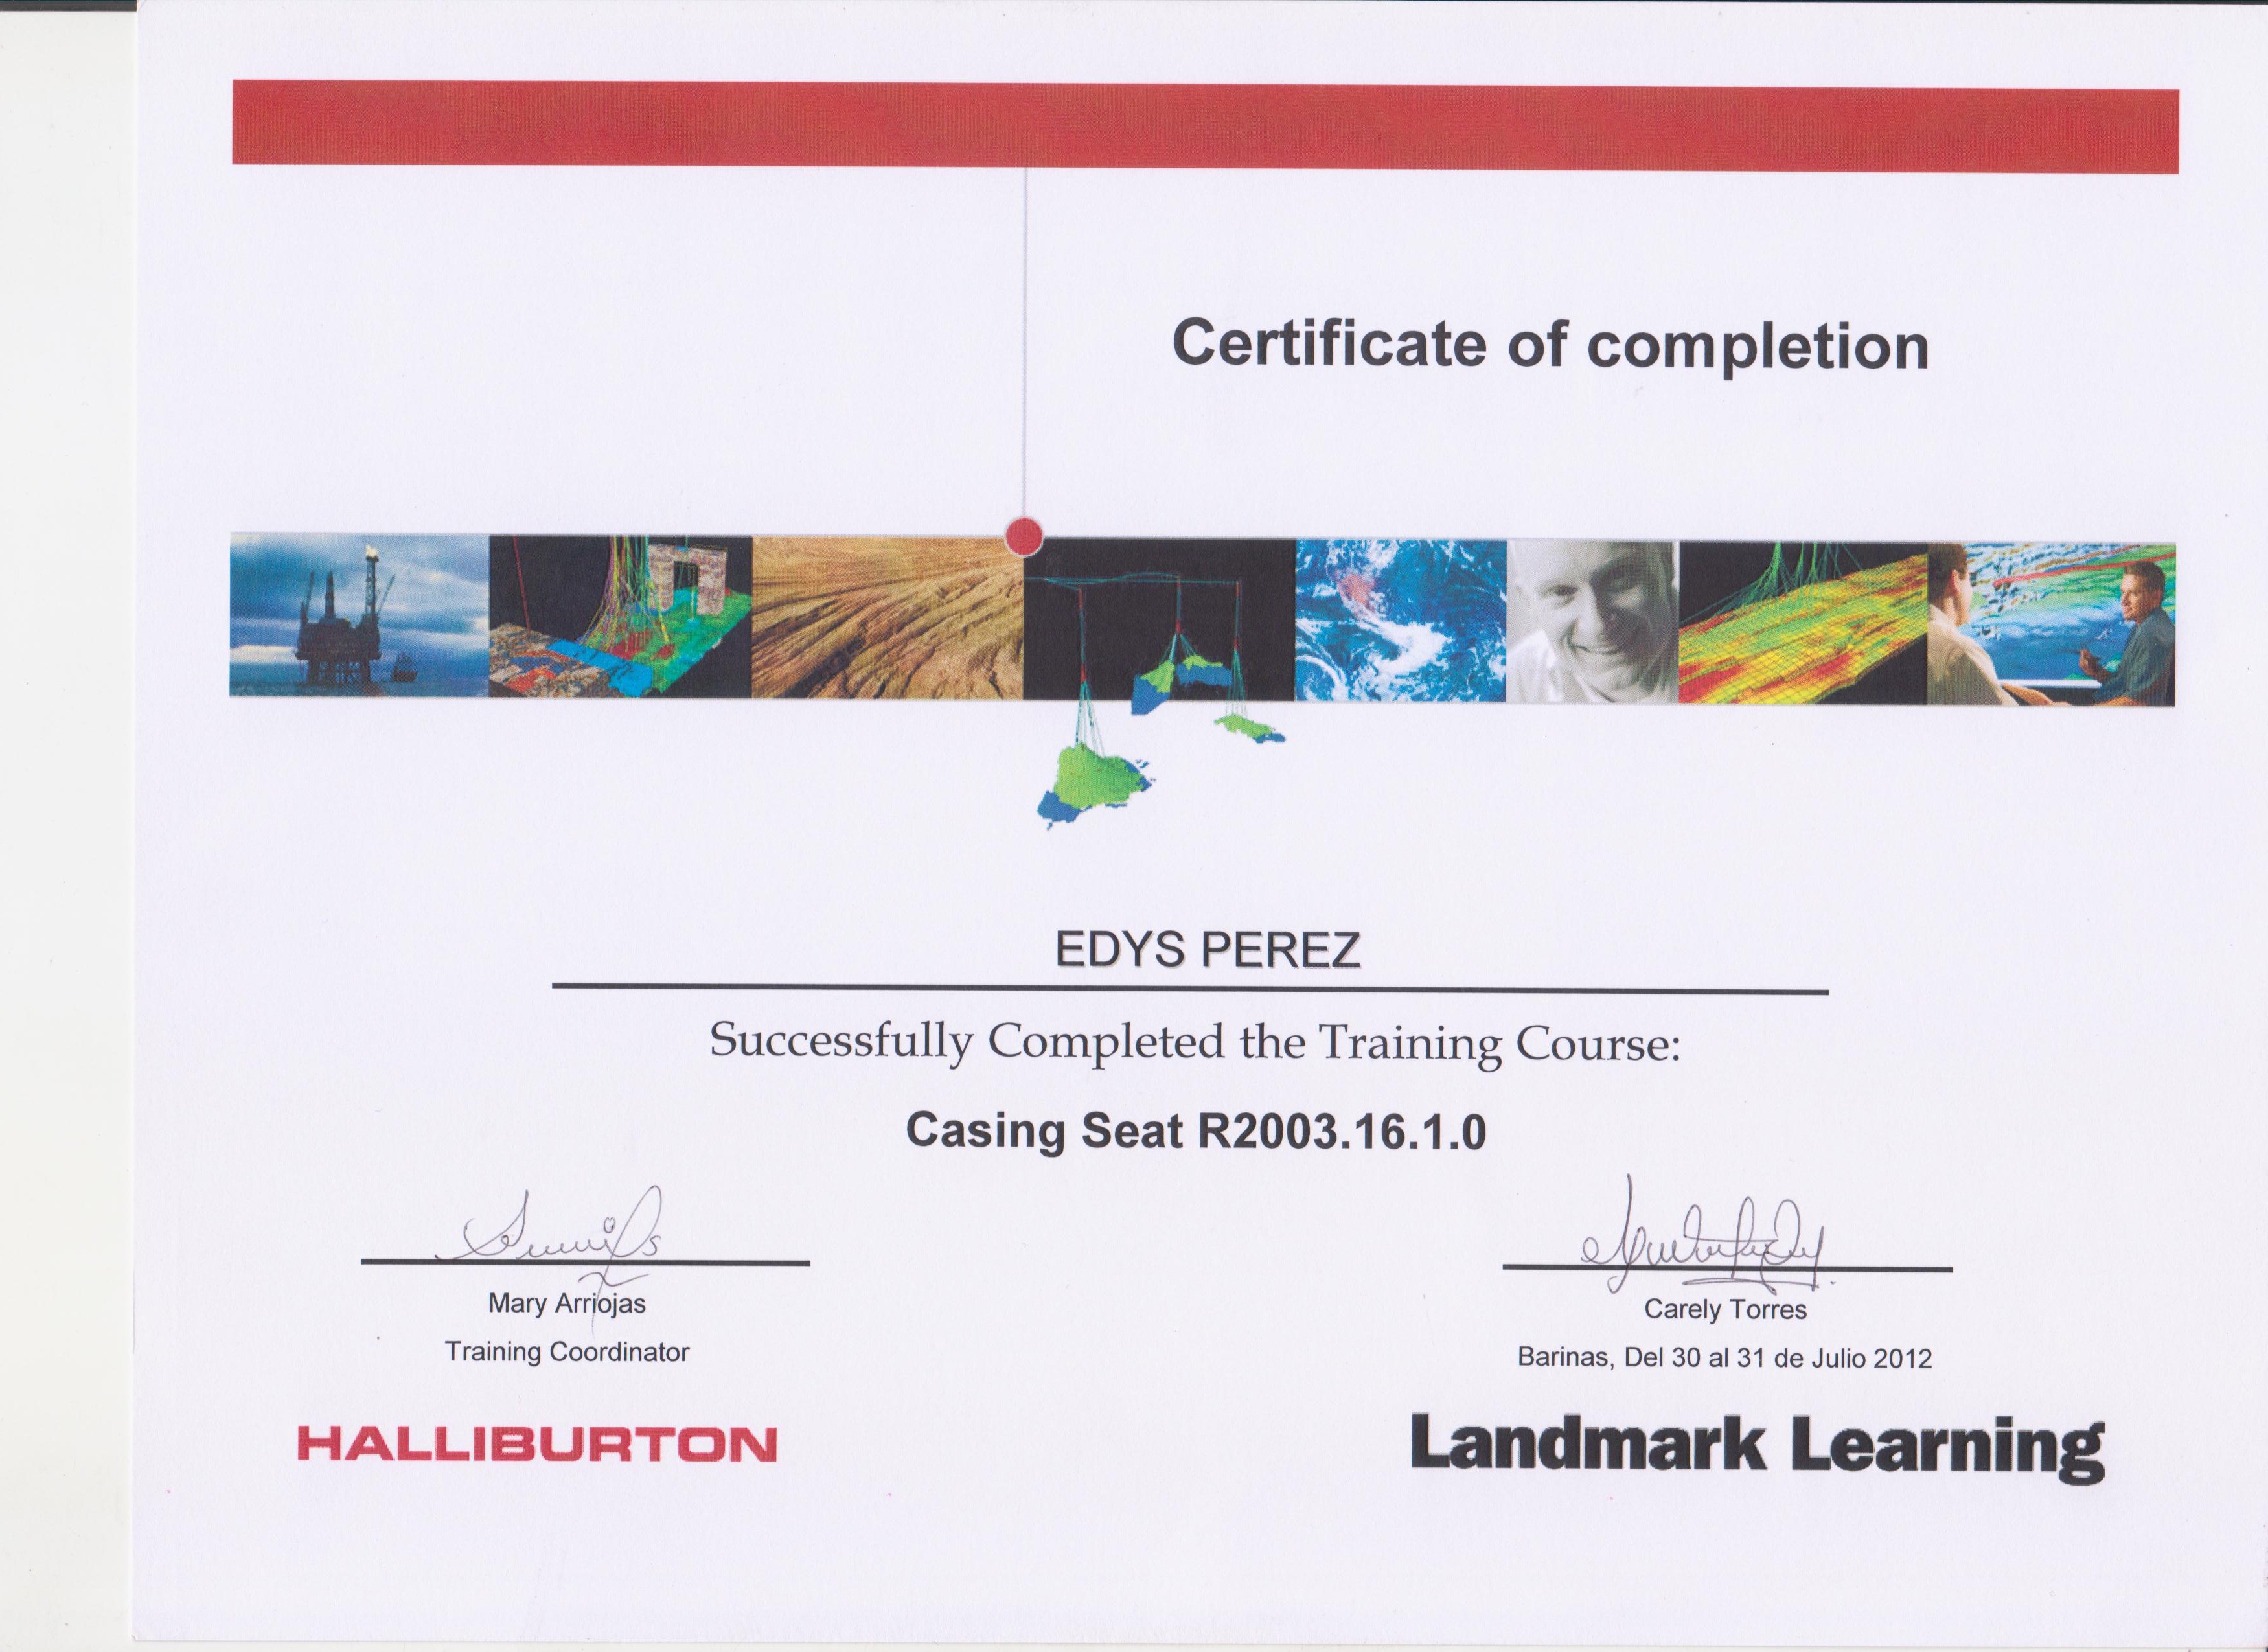 Certificate of completion
EDYS PEREZ
Successfully Completed the Training Course:
Casing Seat R2003.16.1.0
Mary Arriojas
Training Coordinator
Carely Torres
Barinas, Del 30 al 31 de Julio 2012
HALLIBURTON
Landmark Learning